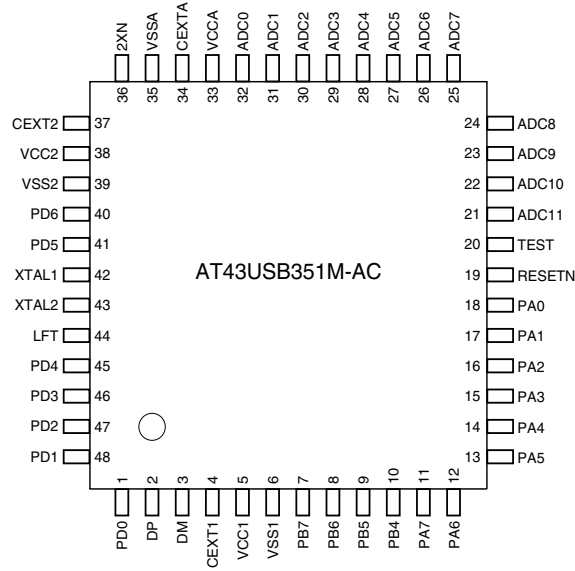 2XN VSSA CEXTA VCCA ADC0 ADC1 ADC2 ADC3 ADC4 ADC5 ADC6 ADC7
36 35 34 33 32 31 30 29 28 27 26 25
CEXT2 37 24 ADC8
VCC2 38 23 ADC9
VSS2 39 22 ADC10
PD6 40 21 ADC11
PD5 41 20 TEST
XTAL1 42 AT43USB351M-AC 19 RESETN
XTAL2 43 18 PA0
LFT 44 17 PA1
PD4 45 16 PA2
PD3 46 15 PA3
PD2 47 14 PA4
PD1 48 13 PA5
1 2 3 4 5 6 7 8 9 10 11 12
PD0 DP DM CEXT1 VCC1 VSS1 PB7 PB6 PB5 PB4 PA7 PA6